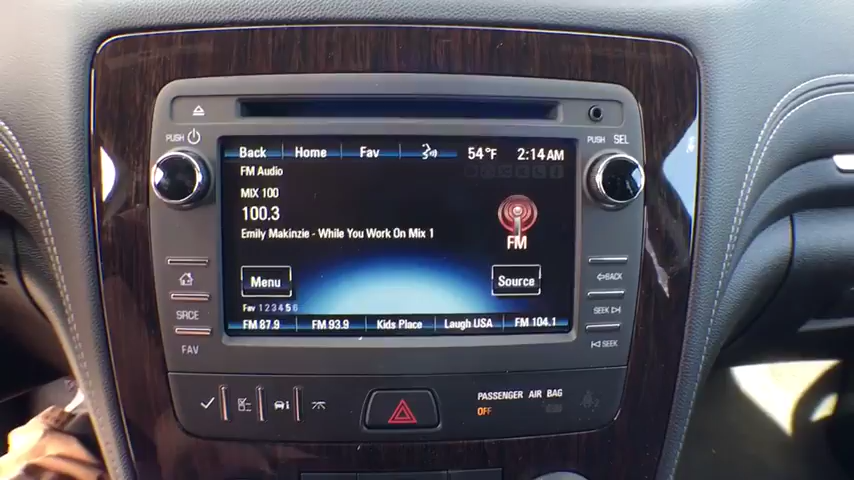 PUSH
PUSH SEL
Back Home Fav 54°F 2:14 AM
FM Audio
MIX 100
100.3
Emily Makinzie - While You Work On Mix 1
FM
Menu Source
Fav 1 2 3 4 5 6
FM 87.9 FM 93.9 Kids Place Laugh USA FM 104.1
SRCE
FAV
BACK
SEEK
SEEK
PASSENGER AIR BAG
OFF